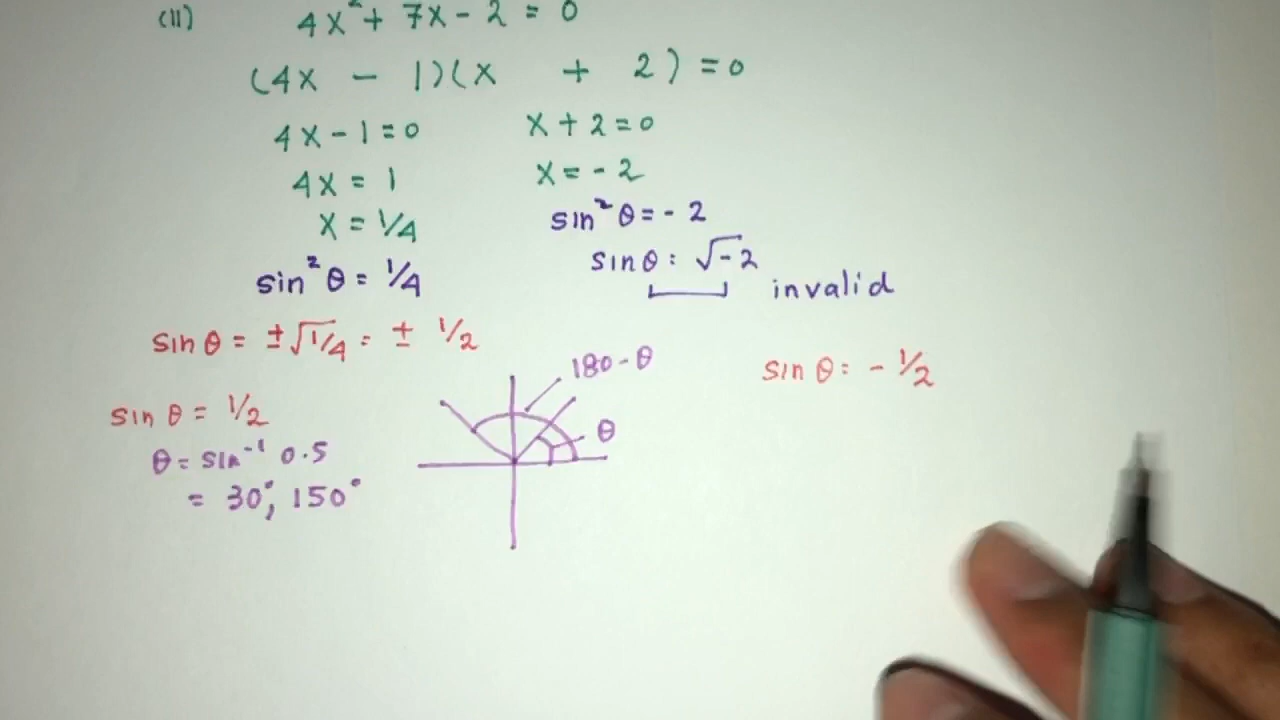 (II) 4x² + 7x - 2 = 0
(4x - 1)(x + 2) = 0
4x - 1 = 0
x + 2 = 0
4x = 1
x = - 2
x = 1/4
sin² θ = - 2
sin² θ = 1/4
sin θ = √-2
invalid
sin θ = ± √1/4 = ± 1/2
sin θ = 1/2
θ = sin⁻¹ 0.5
= 30°, 150°
180 - θ
θ
sin θ = - 1/2